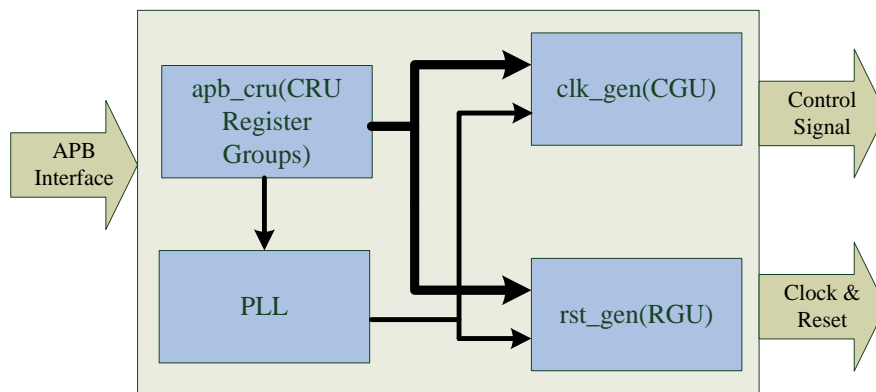 APB
Interface
apb_cru(CRU
Register
Groups)
PLL
clk_gen(CGU)
rst_gen(RGU)
Control
Signal
Clock &
Reset